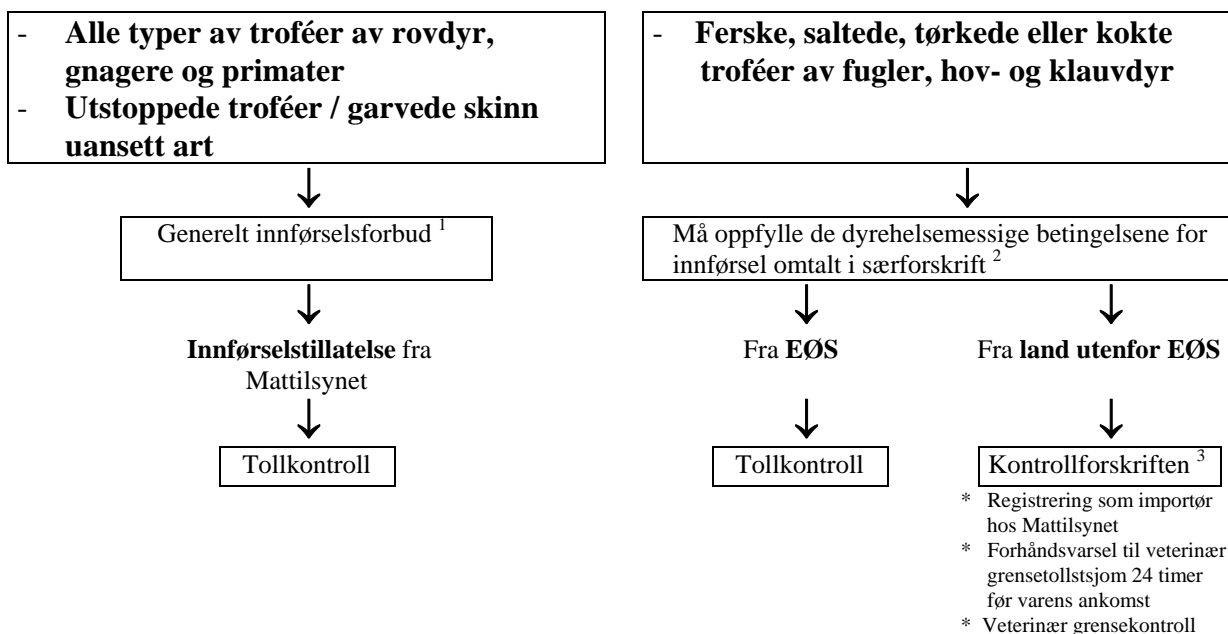 - Alle typer av troféer av rovdyr,
gnagere og primater
- Utstoppede troféer / garvede skinn
uansett art
- Ferske, saltede, tørkede eller kokte
troféer av fugler, hov- og klauvdyr
Generelt innførselsforbud 1
Må oppfylle de dyrehelsemessige betingelsene for
innførsel omtalt i særforskrift 2
Innførselstillatelse fra
Mattilsynet
Fra EØS
Fra land utenfor EØS
Tollkontroll
Tollkontroll
Kontrollforskriften 3
* Registrering som importør
hos Mattilsynet
* Forhåndsvarsel til veterinær
grensetollstsjom 24 timer
før varens ankomst
* Veterinær grensekontroll